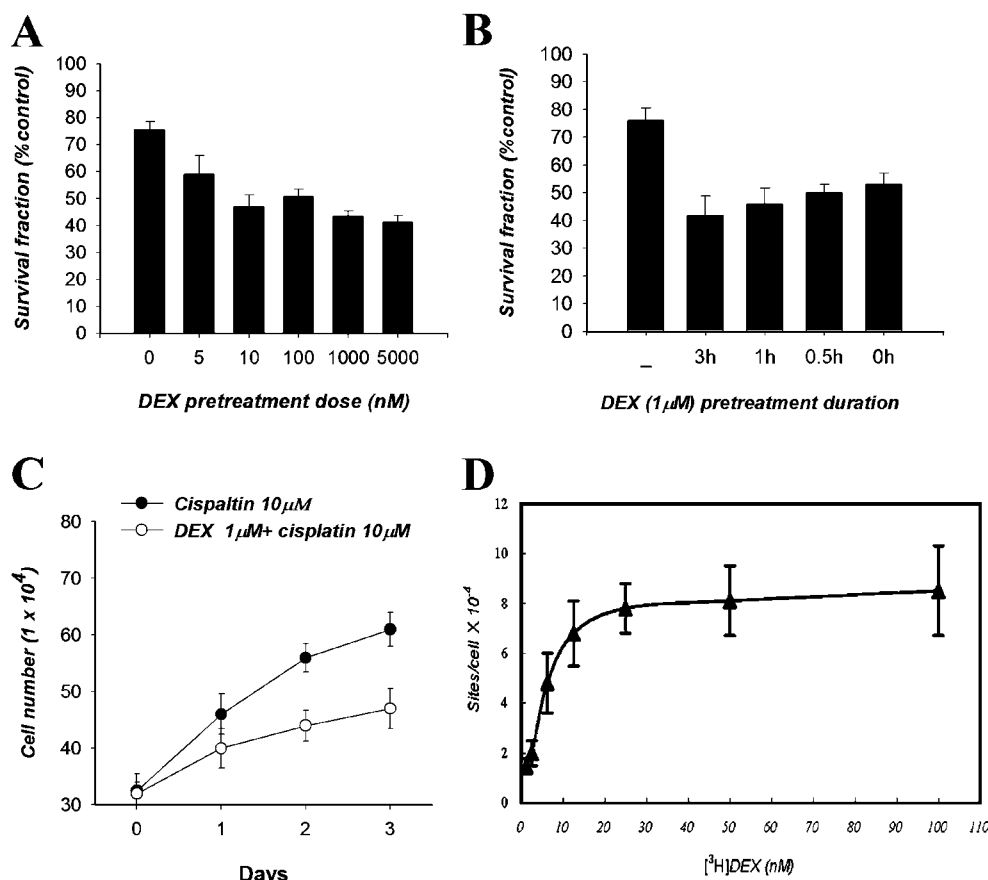 A
Survival fraction (%control)
100
90
80
70
60
50
40
30
20
10
0
0 5 10 100 1000 5000
DEX pretreatment dose (nM)
B
Survival fraction (%control)
100
90
80
70
60
50
40
30
20
10
0
– 3h 1h 0.5h 0h
DEX (1μM) pretreatment duration
C
Cispaltin 10μM
DEX 1μM+ cisplatin 10μM
Cell number (1 x 10⁴)
80
70
60
50
40
30
0 1 2 3
Days
D
Sites/cell X 10⁻⁴
12
10
8
6
4
2
0
0 10 20 30 40 50 60 70 80 90 100 110
[³H]DEX (nM)